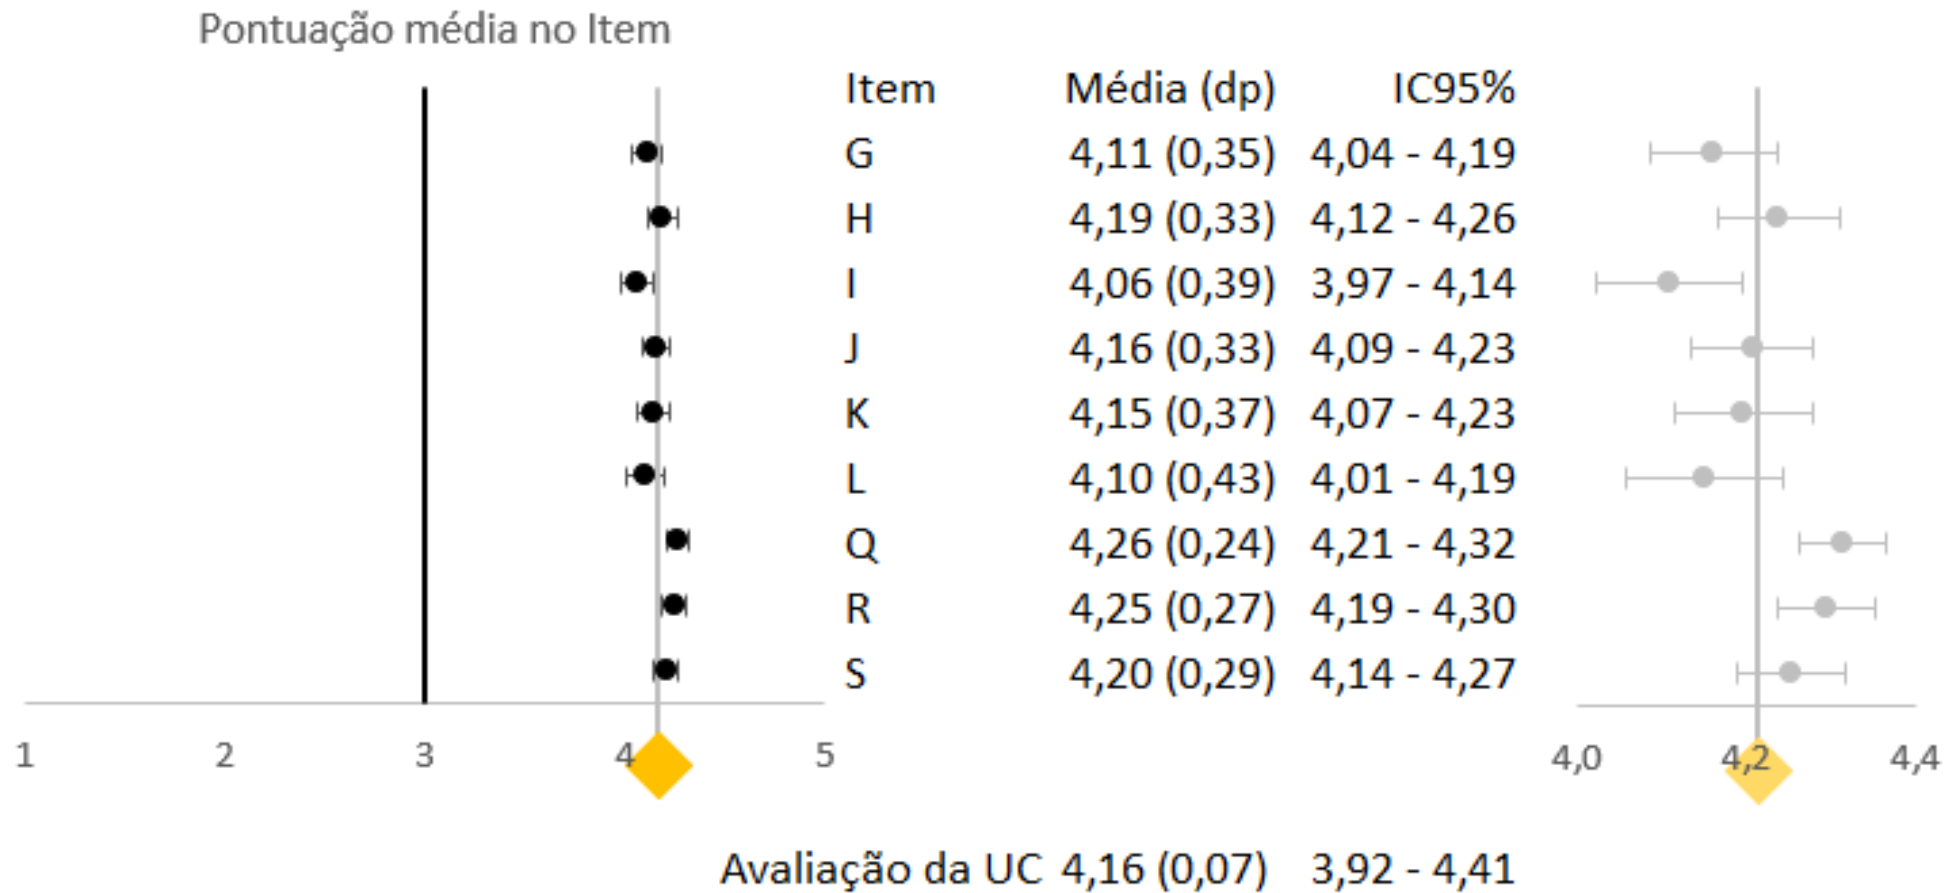 Pontuação média no Item
Item Média (dp) IC95%
G 4,11 (0,35) 4,04 - 4,19
H 4,19 (0,33) 4,12 - 4,26
I 4,06 (0,39) 3,97 - 4,14
J 4,16 (0,33) 4,09 - 4,23
K 4,15 (0,37) 4,07 - 4,23
L 4,10 (0,43) 4,01 - 4,19
Q 4,26 (0,24) 4,21 - 4,32
R 4,25 (0,27) 4,19 - 4,30
S 4,20 (0,29) 4,14 - 4,27
1 2 3 4 5 4,0 4,2 4,4
Avaliação da UC 4,16 (0,07) 3,92 - 4,41